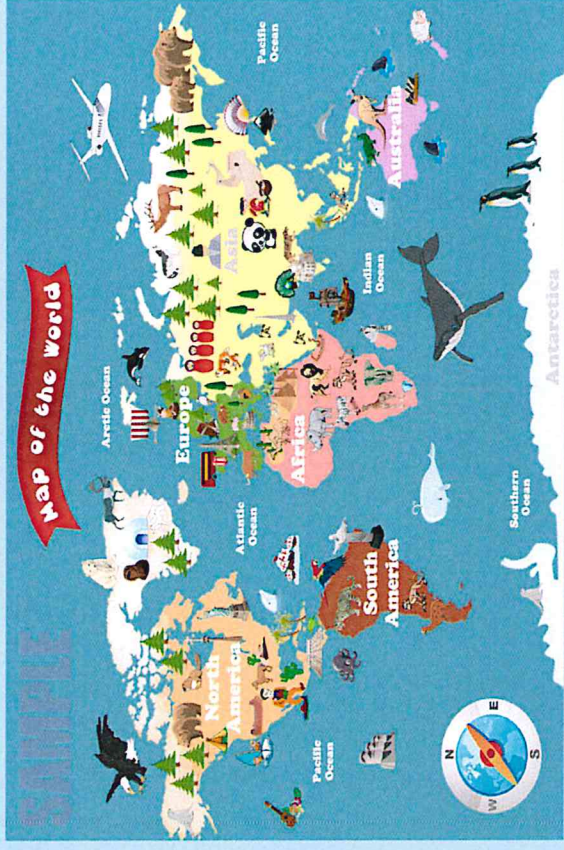 SAMPLE
Map of the World
Arctic Ocean
Pacific
Ocean
Europe
Asia
North
America
Atlantic
Ocean
Africa
Pacific
Ocean
Indian
Ocean
Australia
South
America
Southern
Ocean
Antarctica
N
W
E
S